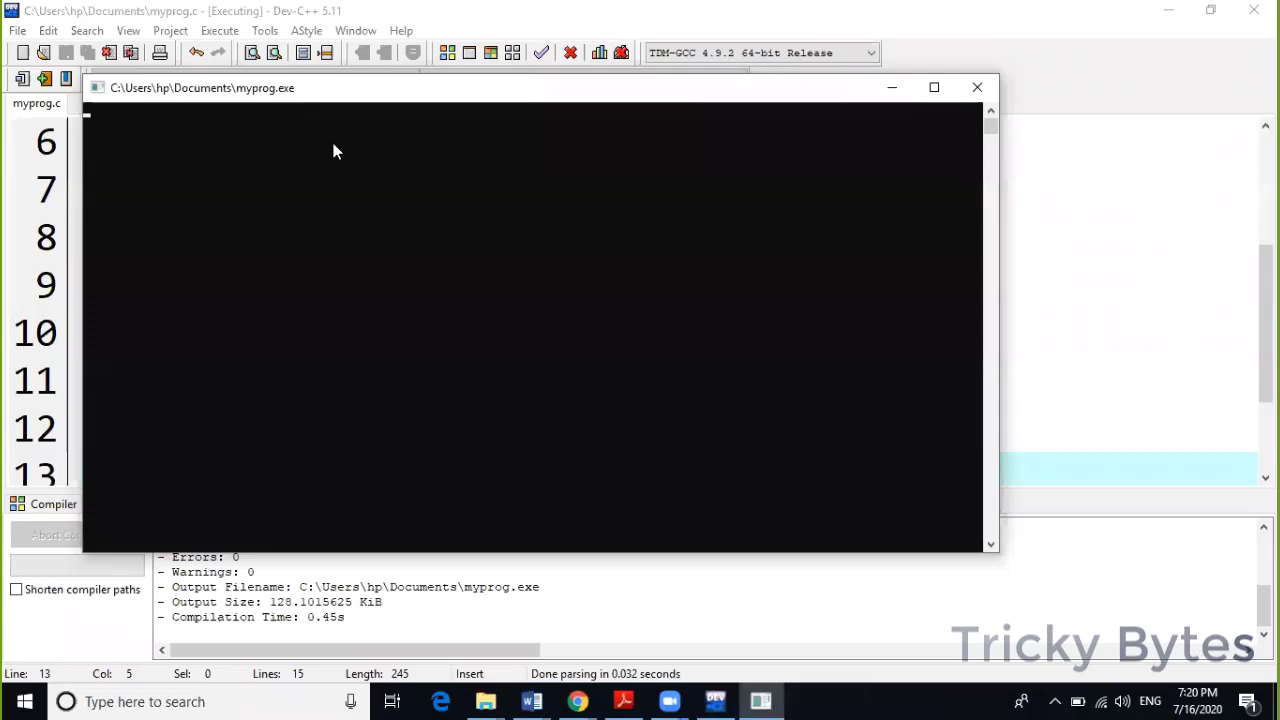 C:\Users\hp\Documents\myprog.c - [Executing] - Dev-C++ 5.11
File Edit Search View Project Execute Tools AStyle Window Help
TDM-GCC 4.9.2 64-bit Release
C:\Users\hp\Documents\myprog.exe
myprog.c
6
7
8
9
10
11
12
13
Compiler
- Errors: 0
- Warnings: 0
- Output Filename: C:\Users\hp\Documents\myprog.exe
- Output Size: 128.1015625 KiB
- Compilation Time: 0.45s
Shorten compiler paths
Tricky Bytes
Line: 13 Col: 5 Sel: 0 Lines: 15 Length: 245 Insert Done parsing in 0.032 seconds
Type here to search
ENG
7:20 PM
7/16/2020
1